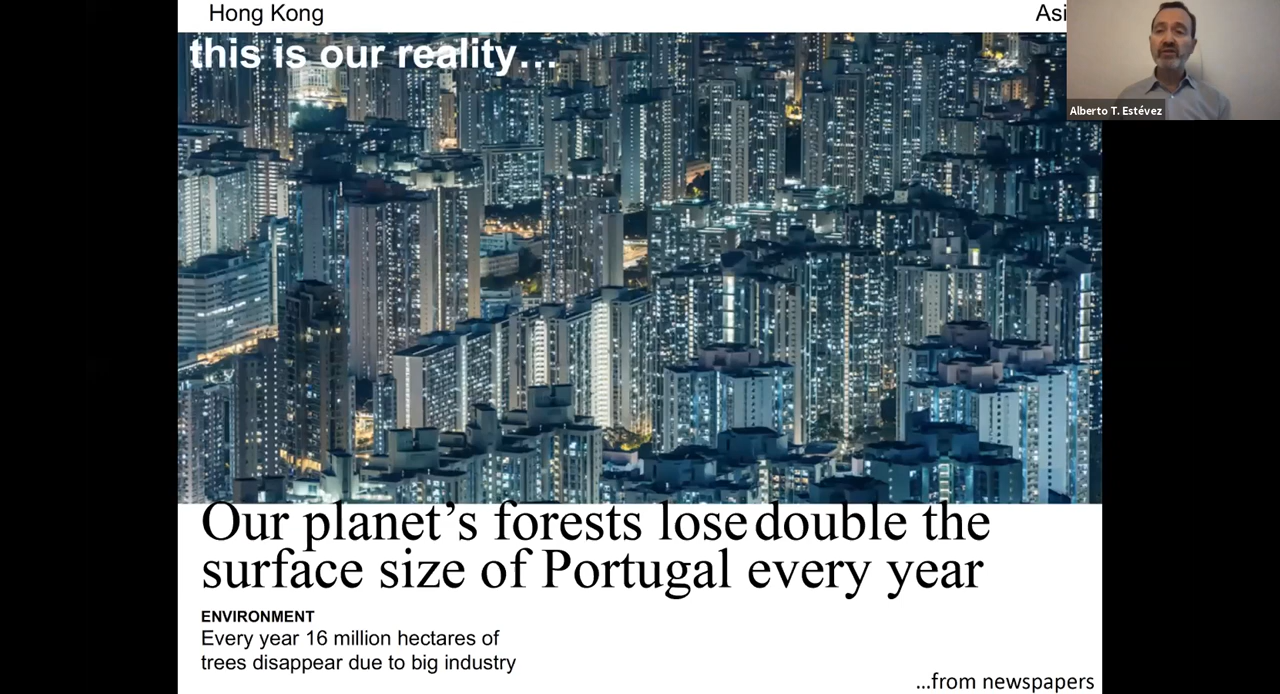 Hong Kong
Asi
this is our reality...
Alberto T. Estévez
Our planet’s forests lose double the
surface size of Portugal every year
ENVIRONMENT
Every year 16 million hectares of
trees disappear due to big industry
...from newspapers